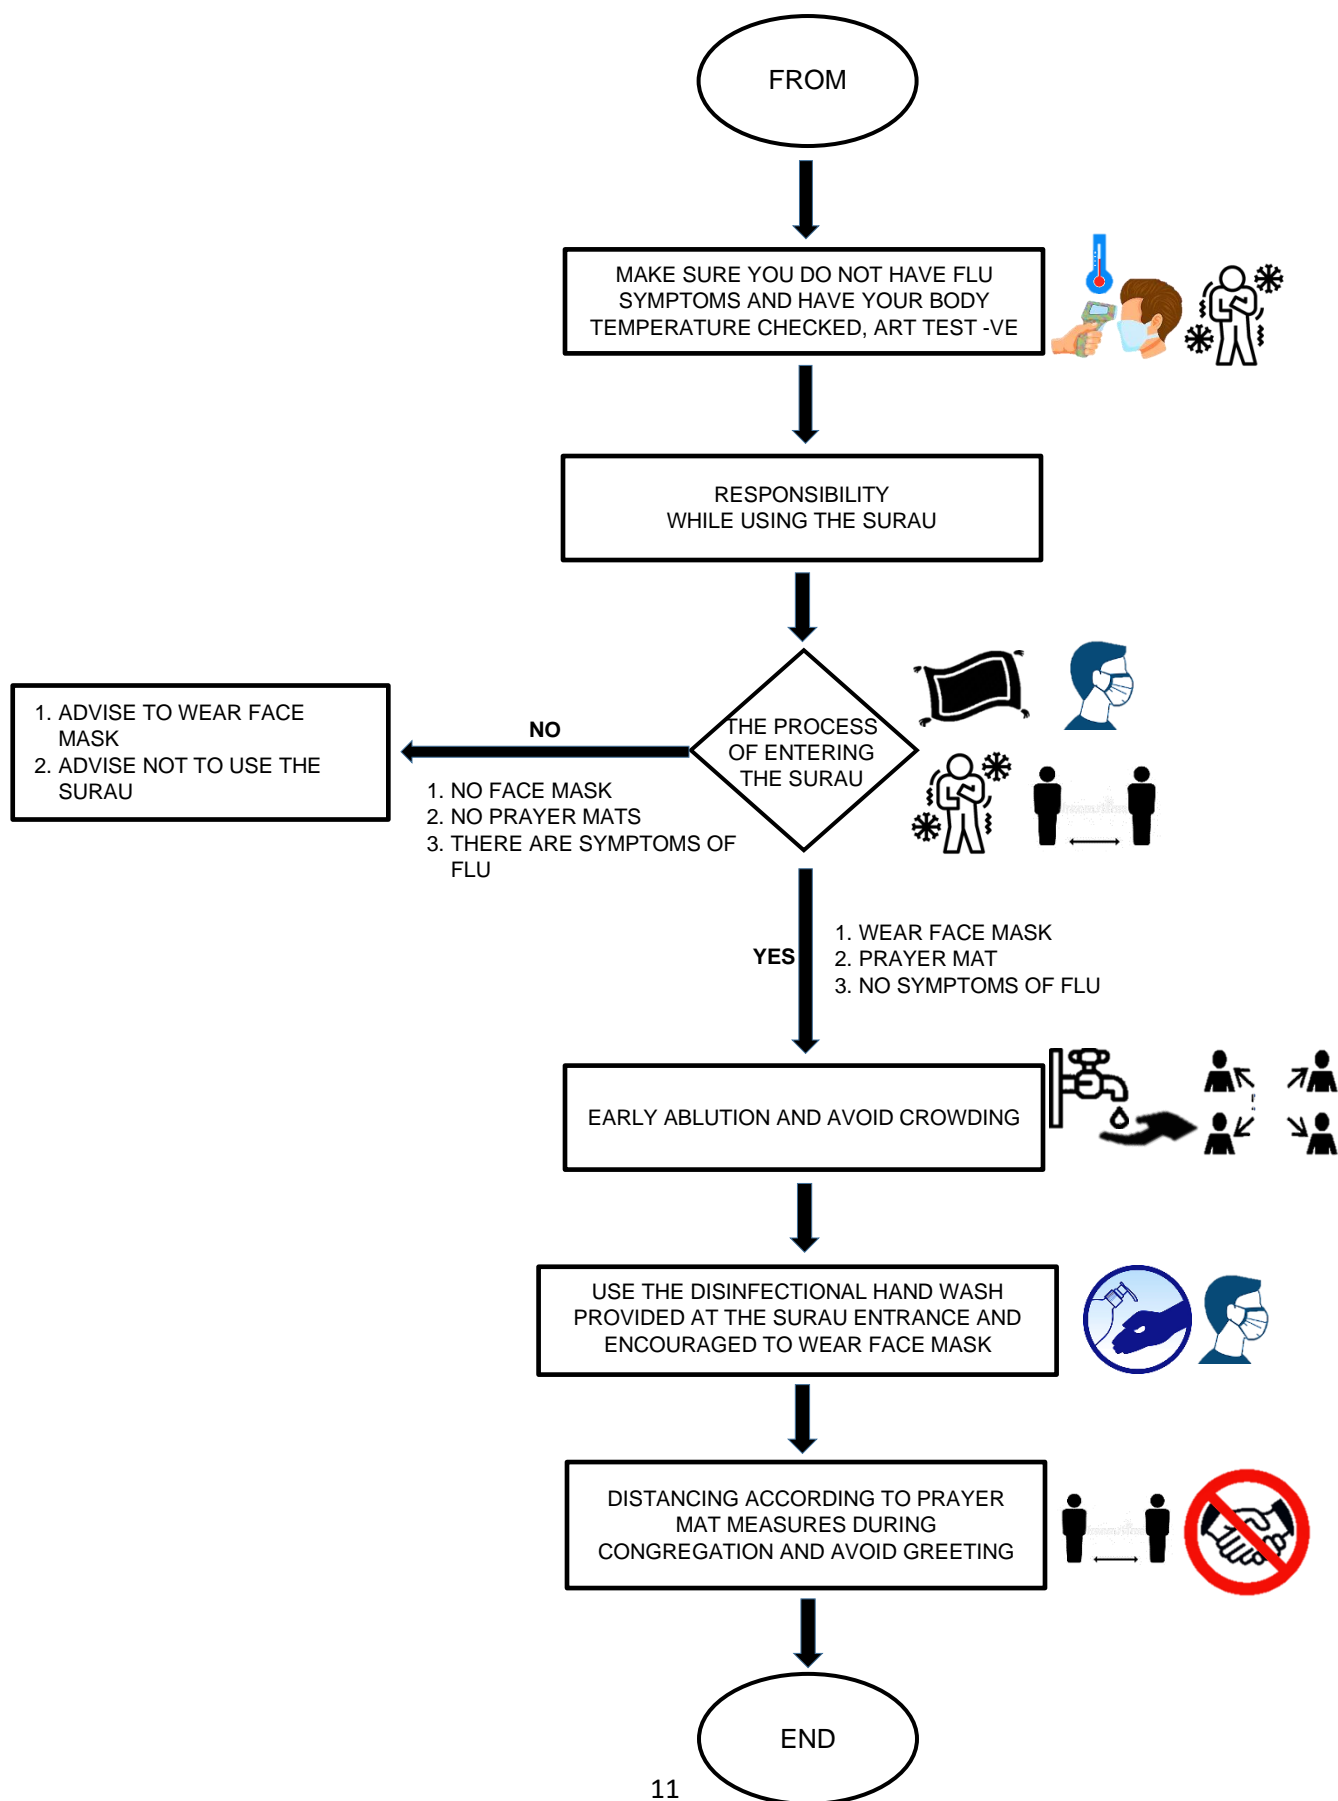 FROM
MAKE SURE YOU DO NOT HAVE FLU
SYMPTOMS AND HAVE YOUR BODY
TEMPERATURE CHECKED, ART TEST -VE
RESPONSIBILITY
WHILE USING THE SURAU
THE PROCESS
OF ENTERING
THE SURAU
NO
1. NO FACE MASK
2. NO PRAYER MATS
3. THERE ARE SYMPTOMS OF
FLU
1. ADVISE TO WEAR FACE
MASK
2. ADVISE NOT TO USE THE
SURAU
YES
1. WEAR FACE MASK
2. PRAYER MAT
3. NO SYMPTOMS OF FLU
EARLY ABLUTION AND AVOID CROWDING
USE THE DISINFECTIONAL HAND WASH
PROVIDED AT THE SURAU ENTRANCE AND
ENCOURAGED TO WEAR FACE MASK
DISTANCING ACCORDING TO PRAYER
MAT MEASURES DURING
CONGREGATION AND AVOID GREETING
END
11